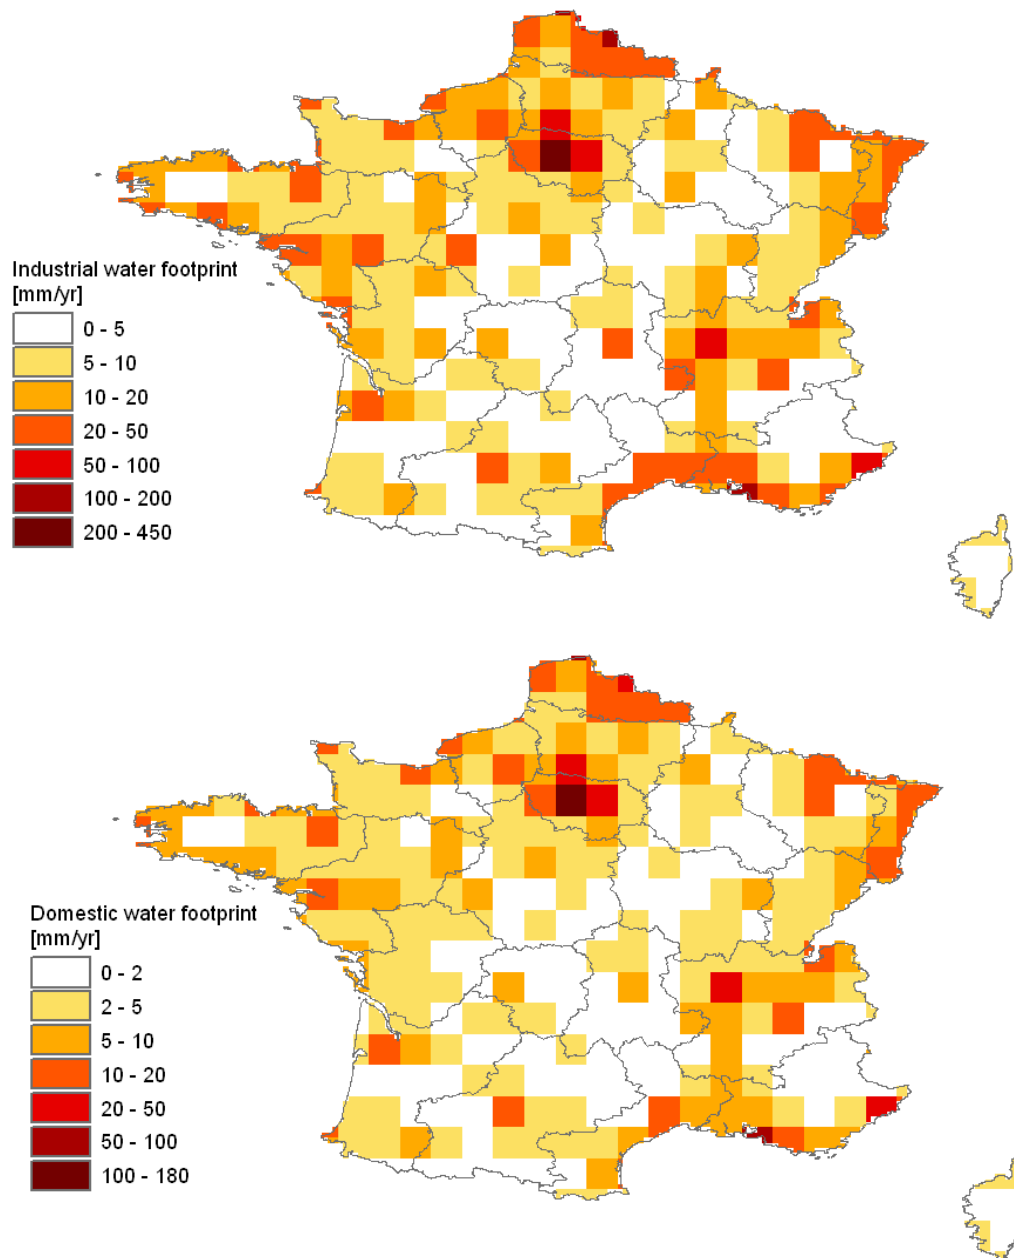 Industrial water footprint
[mm/yr]
0 - 5
5 - 10
10 - 20
20 - 50
50 - 100
100 - 200
200 - 450
Domestic water footprint
[mm/yr]
0 - 2
2 - 5
5 - 10
10 - 20
20 - 50
50 - 100
100 - 180